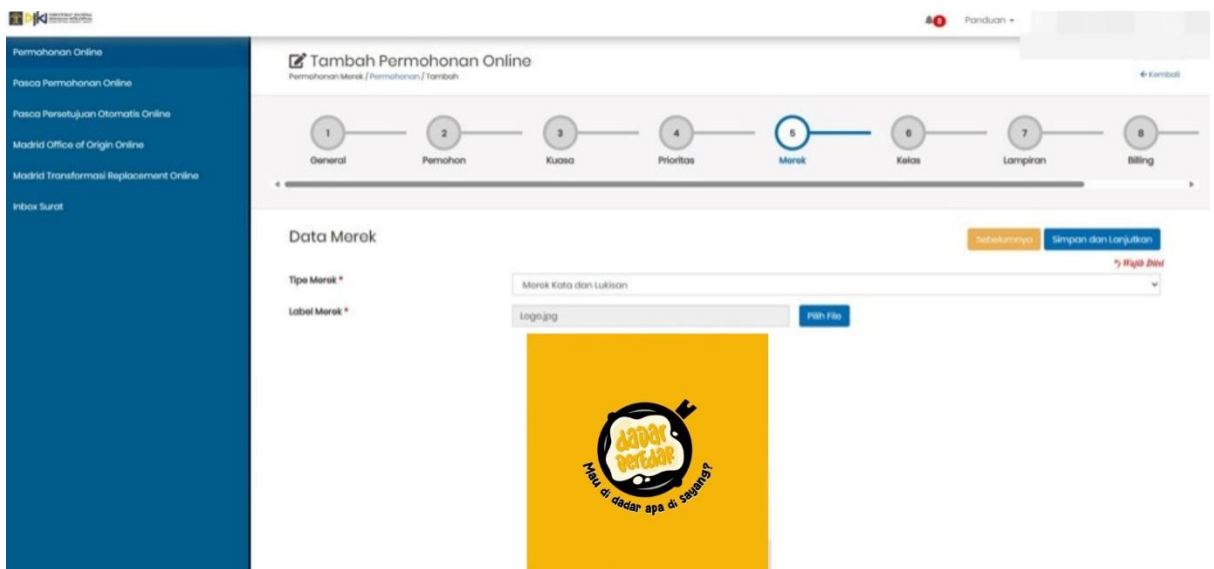 DJKI
8
Panduan
Permohonan Online
Pasca Permohonan Online
Pasca Persetujuan Otomatis Online
Madrid Office of Origin Online
Madrid Transformasi Replacement Online
Inbox Surat
Tambah Permohonan Online
Permohonan Merek / Permohonan / Tambah
Kembali
1 2 3 4 5 6 7 8
General Pemohon Kuasa Prioritas Merek Kelas Lampiran Billing
Data Merek
Sebelumnya Simpan dan Lanjutkan
*) Wajib Diisi
Tipe Merek *
Merek Kata dan Lukisan
Label Merek *
Logo.jpg
Pilih File
dadar
beredar
Mau di dadar apa di sayang?